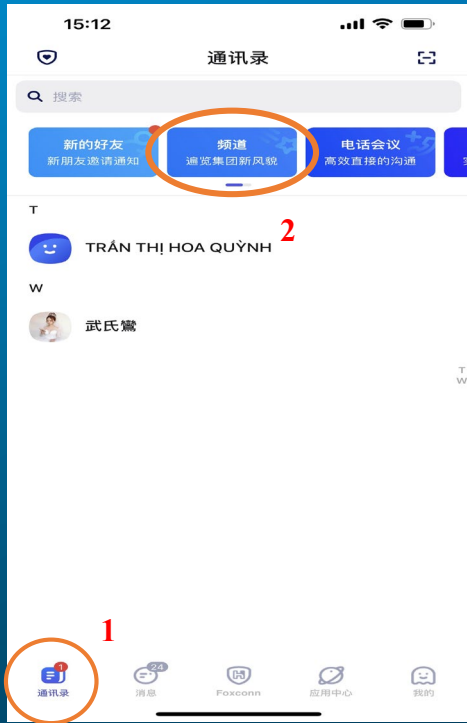 15:12
通讯录
搜索
新的好友
新朋友邀请通知
频道
遍览集团新风貌
电话会议
高效直接的沟通
T
TRẦN THỊ HOA QUỲNH
2
W
武氏鸞
T
W
1
1
通讯录
24
消息
Foxconn
应用中心
我的